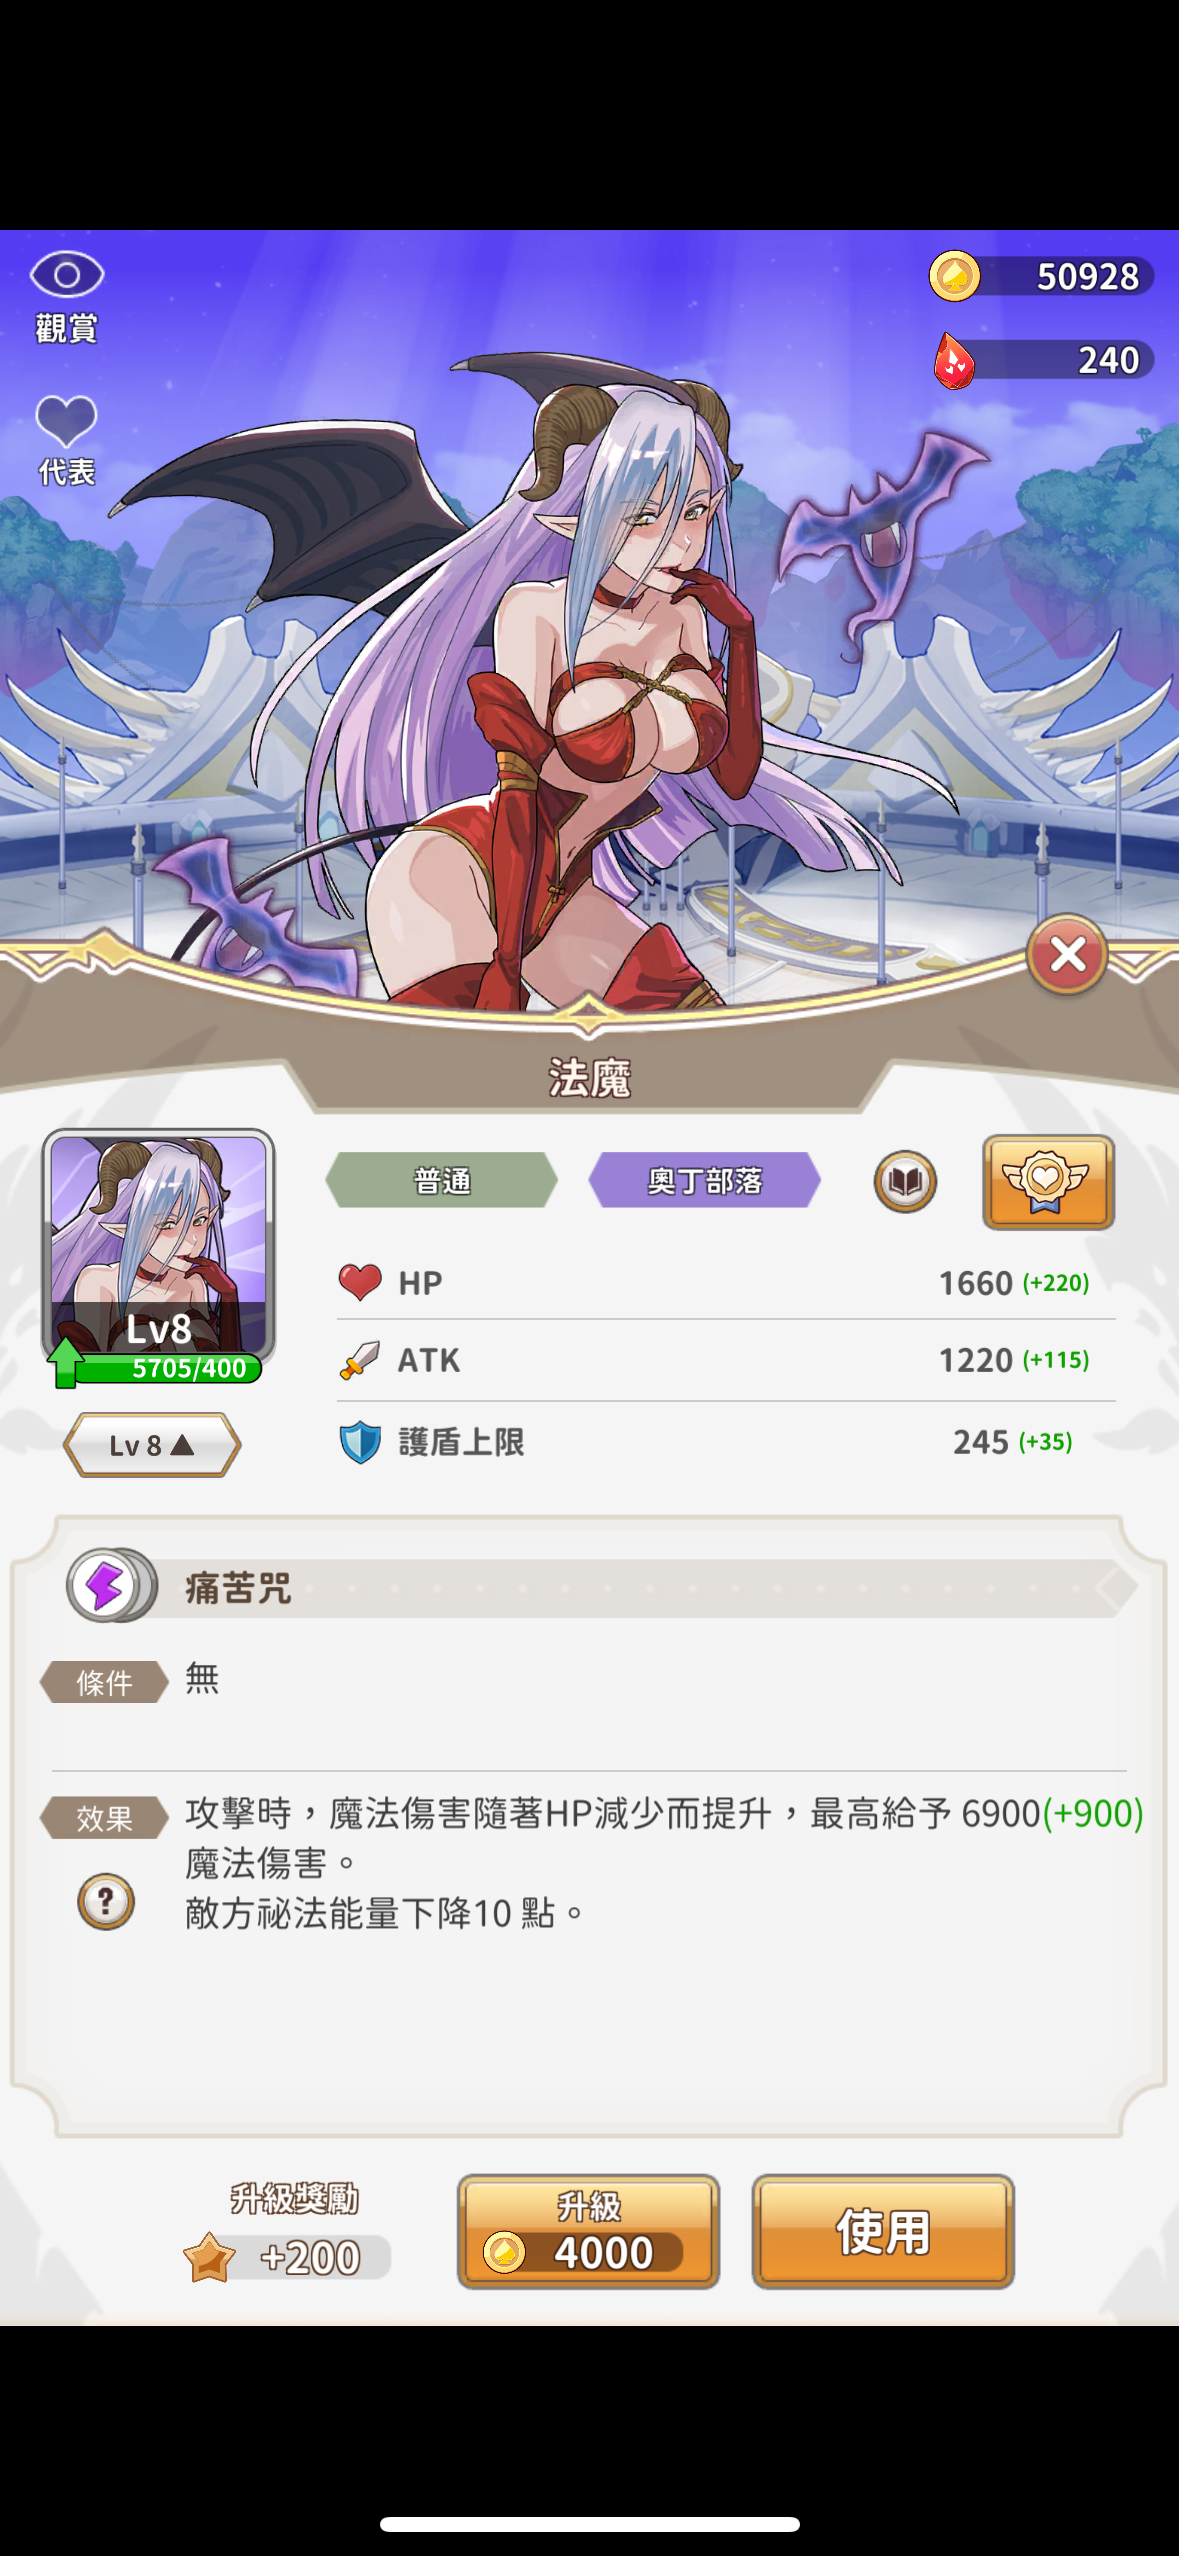 觀賞
50928
240
代表
法魔
普通
奧丁部落
Lv8
5705/400
Lv 8 ▲
HP
1660 (+220)
ATK
1220 (+115)
護盾上限
245 (+35)
痛苦咒
條件
無
效果
攻擊時，魔法傷害隨著HP減少而提升，最高給予 6900(+900)
魔法傷害。
敵方祕法能量下降10 點。
?
升級獎勵
+200
升級
4000
使用